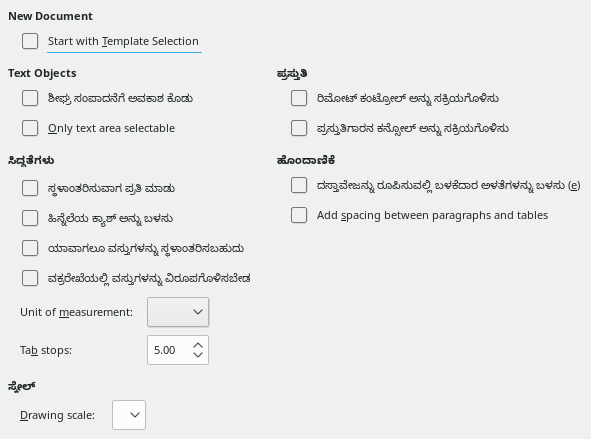 New Document
Start with Template Selection
Text Objects
ಶೀಘ್ರ ಸಂಪಾದನೆಗೆ ಅವಕಾಶ ಕೊಡು
Only text area selectable
ಸಿದ್ಧತೆಗಳು
ಸ್ಥಳಾಂತರಿಸುವಾಗ ಪ್ರತಿ ಮಾಡು
ಹಿನ್ನೆಲೆಯ ಕ್ಯಾಶ್ ಅನ್ನು ಬಳಸು
ಯಾವಾಗಲೂ ವಸ್ತುಗಳನ್ನು ಸ್ಥಳಾಂತರಿಸಬಹುದು
ವಕ್ರರೇಖೆಯಲ್ಲಿ ವಸ್ತುಗಳನ್ನು ವಿರೂಪಗೊಳಿಸಬೇಡ
Unit of measurement:
Tab stops: 5.00
ಸ್ಕೇಲ್
Drawing scale:
ಪ್ರಸ್ತುತಿ
ರಿಮೋಟ್ ಕಂಟ್ರೋಲ್ ಅನ್ನು ಸಕ್ರಿಯಗೊಳಿಸು
ಪ್ರಸ್ತುತಿಗಾರನ ಕನ್ಸೋಲ್ ಅನ್ನು ಸಕ್ರಿಯಗೊಳಿಸು
ಹೊಂದಾಣಿಕೆ
ದಸ್ತಾವೇಜನ್ನು ರೂಪಿಸುವಲ್ಲಿ ಬಳಕೆದಾರ ಅಳತೆಗಳನ್ನು ಬಳಸು (e)
Add spacing between paragraphs and tables